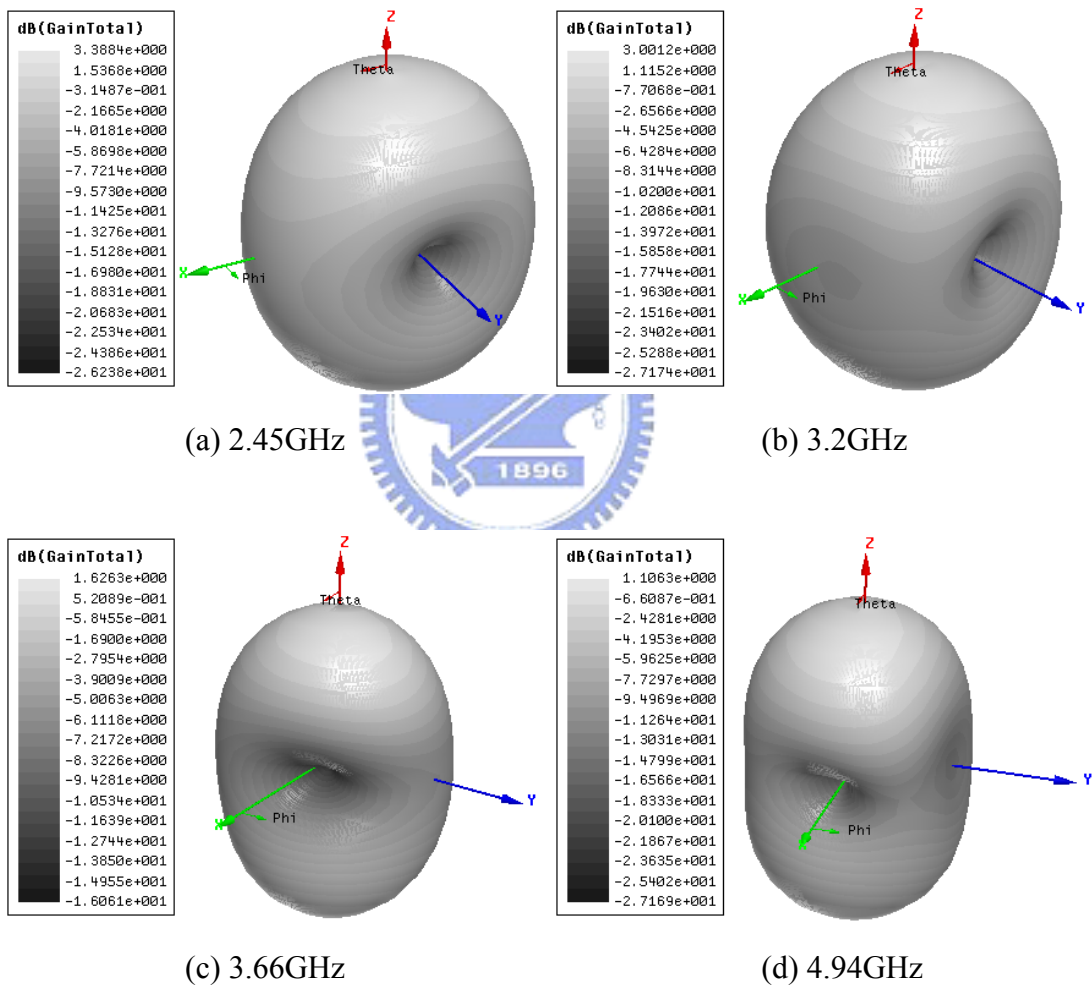 dB(GainTotal)
3.3884e+000
1.5368e+000
-3.1487e-001
-2.1665e+000
-4.0181e+000
-5.8698e+000
-7.7214e+000
-9.5730e+000
-1.1425e+001
-1.3276e+001
-1.5128e+001
-1.6980e+001
-1.8831e+001
-2.0683e+001
-2.2534e+001
-2.4386e+001
-2.6238e+001
Z
Theta
X
Phi
Y
(a) 2.45GHz
dB(GainTotal)
3.0012e+000
1.1152e+000
-7.7068e-001
-2.6566e+000
-4.5425e+000
-6.4284e+000
-8.3144e+000
-1.0200e+001
-1.2086e+001
-1.3972e+001
-1.5858e+001
-1.7744e+001
-1.9630e+001
-2.1516e+001
-2.3402e+001
-2.5288e+001
-2.7174e+001
Z
Theta
X
Phi
Y
(b) 3.2GHz
1896
dB(GainTotal)
1.6263e+000
5.2089e-001
-5.8455e-001
-1.6900e+000
-2.7954e+000
-3.9009e+000
-5.0063e+000
-6.1118e+000
-7.2172e+000
-8.3226e+000
-9.4281e+000
-1.0534e+001
-1.1639e+001
-1.2744e+001
-1.3850e+001
-1.4955e+001
-1.6061e+001
Z
Theta
X
Phi
Y
(c) 3.66GHz
dB(GainTotal)
1.1063e+000
-6.6087e-001
-2.4281e+000
-4.1953e+000
-5.9625e+000
-7.7297e+000
-9.4969e+000
-1.1264e+001
-1.3031e+001
-1.4799e+001
-1.6566e+001
-1.8333e+001
-2.0100e+001
-2.1867e+001
-2.3635e+001
-2.5402e+001
-2.7169e+001
Z
Theta
X
Phi
Y
(d) 4.94GHz